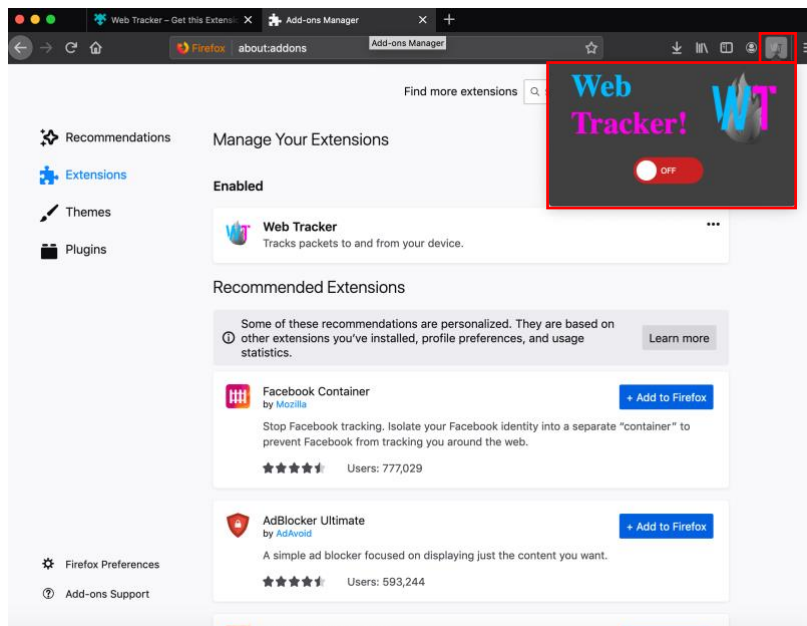 Web Tracker – Get this Extensi
Add-ons Manager
Firefox about:addons
Add-ons Manager
Find more extensions
Web
Tracker!
WT
OFF
Recommendations
Extensions
Themes
Plugins
Manage Your Extensions
Enabled
Web Tracker
Tracks packets to and from your device.
Recommended Extensions
Some of these recommendations are personalized. They are based on
other extensions you've installed, profile preferences, and usage
statistics.
Learn more
Facebook Container
by Mozilla
+ Add to Firefox
Stop Facebook tracking. Isolate your Facebook identity into a separate “container” to
prevent Facebook from tracking you around the web.
Users: 777,029
AdBlocker Ultimate
by AdAvoid
+ Add to Firefox
A simple ad blocker focused on displaying just the content you want.
Users: 593,244
Firefox Preferences
Add-ons Support